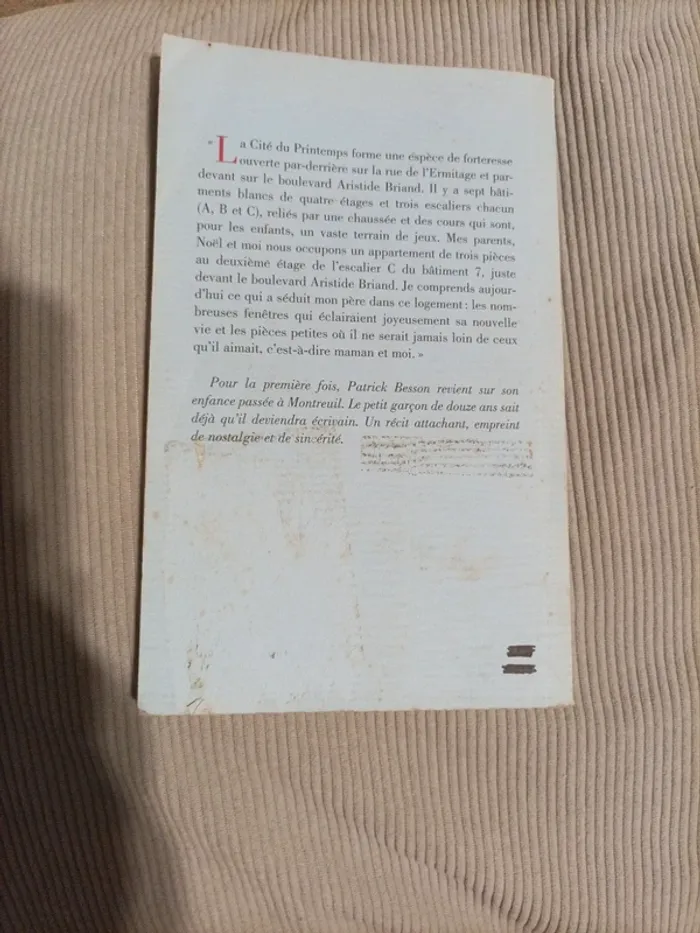 « La Cité du Printemps forme une espèce de forteresse
ouverte par-derrière sur la rue de l'Ermitage et par-
devant sur le boulevard Aristide Briand. Il y a sept bâti-
ments blancs de quatre étages et trois escaliers chacun
(A, B et C), reliés par une chaussée et des cours qui sont,
pour les enfants, un vaste terrain de jeux. Mes parents,
Noël et moi nous occupons un appartement de trois pièces
au deuxième étage de l'escalier C du bâtiment 7, juste
devant le boulevard Aristide Briand. Je comprends aujour-
d'hui ce qui a séduit mon père dans ce logement : les nom-
breuses fenêtres qui éclairaient joyeusement sa nouvelle
vie et les pièces petites où il ne serait jamais loin de ceux
qu'il aimait, c'est-à-dire maman et moi. »
Pour la première fois, Patrick Besson revient sur son
enfance passée à Montreuil. Le petit garçon de douze ans sait
déjà qu'il deviendra écrivain. Un récit attachant, empreint
de nostalgie et de sincérité.